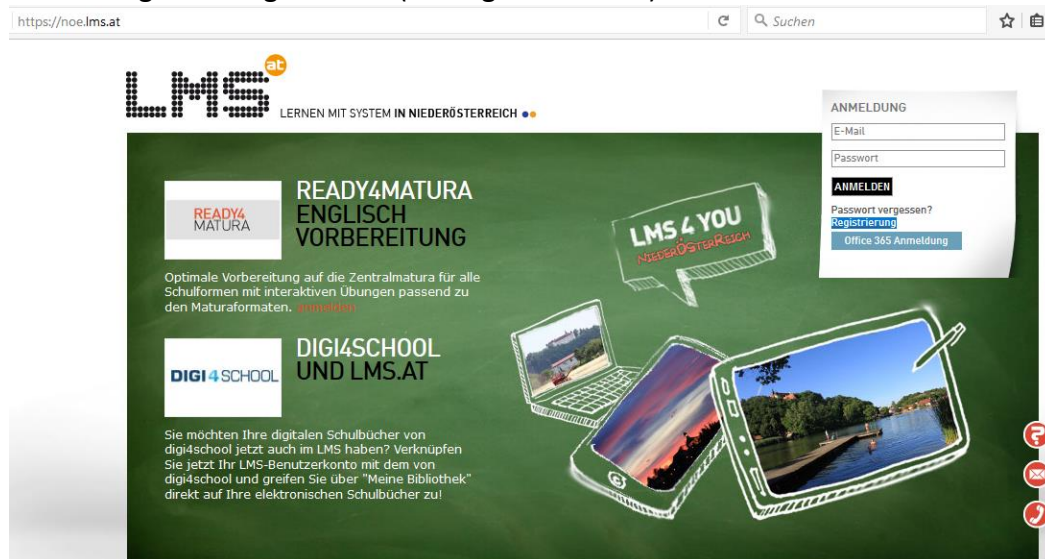 https://noe.lms.at
Suchen
LMS at
LERNEN MIT SYSTEM IN NIEDERÖSTERREICH
ANMELDUNG
E-Mail
Passwort
ANMELDEN
Passwort vergessen?
Registrierung
Office 365 Anmeldung
READY4
MATURA
READY4MATURA
ENGLISCH
VORBEREITUNG
Optimale Vorbereitung auf die Zentralmatura für alle
Schulformen mit interaktiven Übungen passend zu
den Maturaformaten. anmelden
LMS 4 YOU
NIEDERÖSTERREICH
DIGI4SCHOOL
DIGI4SCHOOL
UND LMS.AT
Sie möchten Ihre digitalen Schulbücher von
digi4school jetzt auch im LMS haben? Verknüpfen
Sie jetzt Ihr LMS-Benutzerkonto mit dem von
digi4school und greifen Sie über "Meine Bibliothek"
direkt auf Ihre elektronischen Schulbücher zu!
?